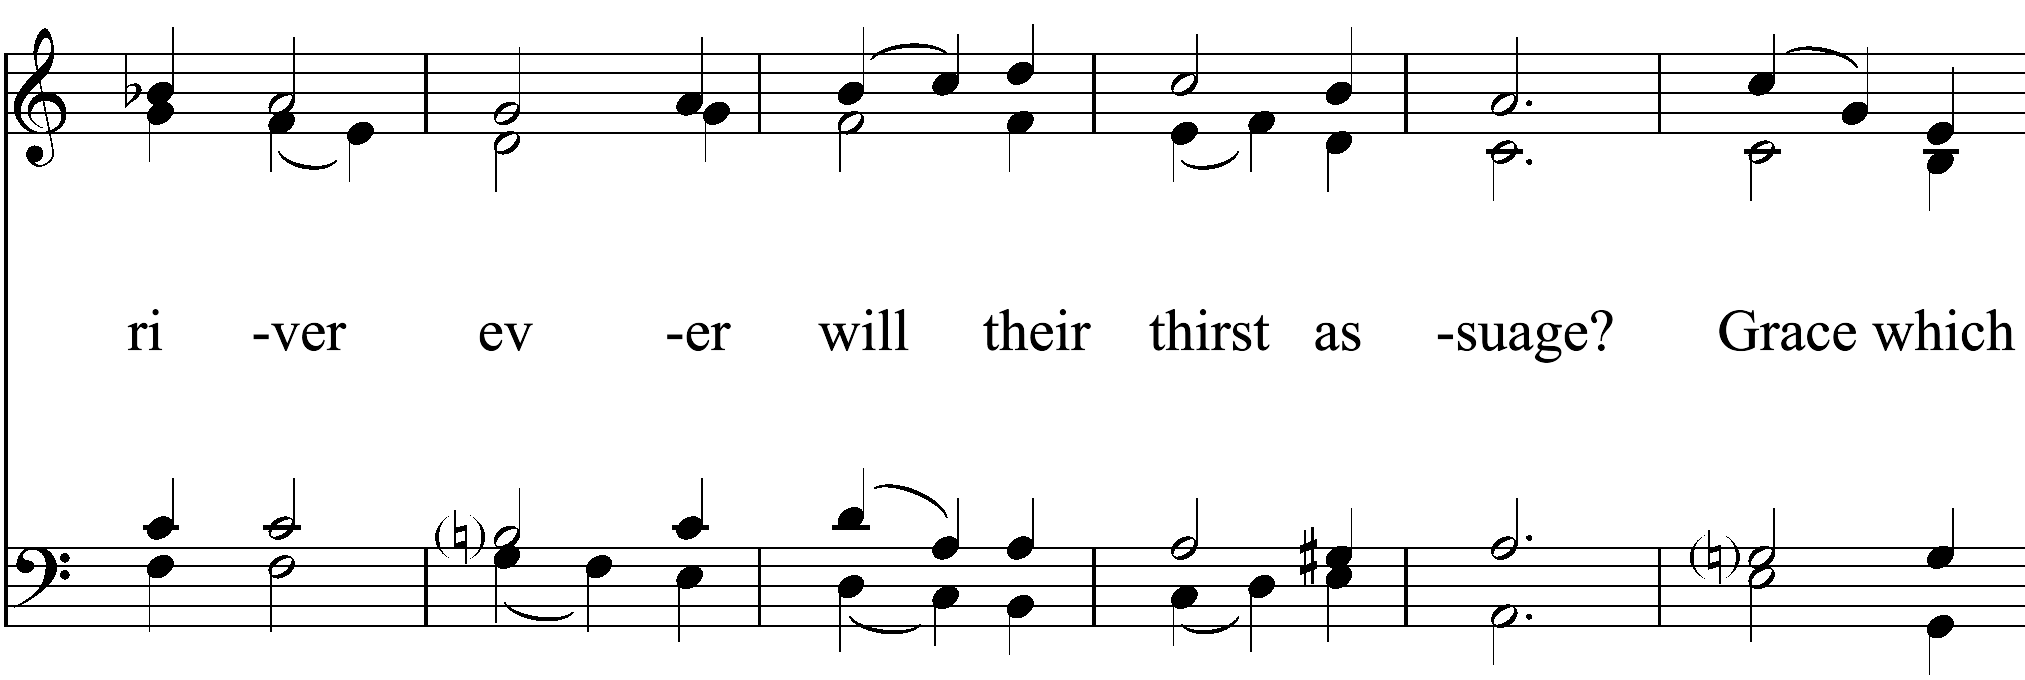 ri -ver ev -er will their thirst as -suage? Grace which